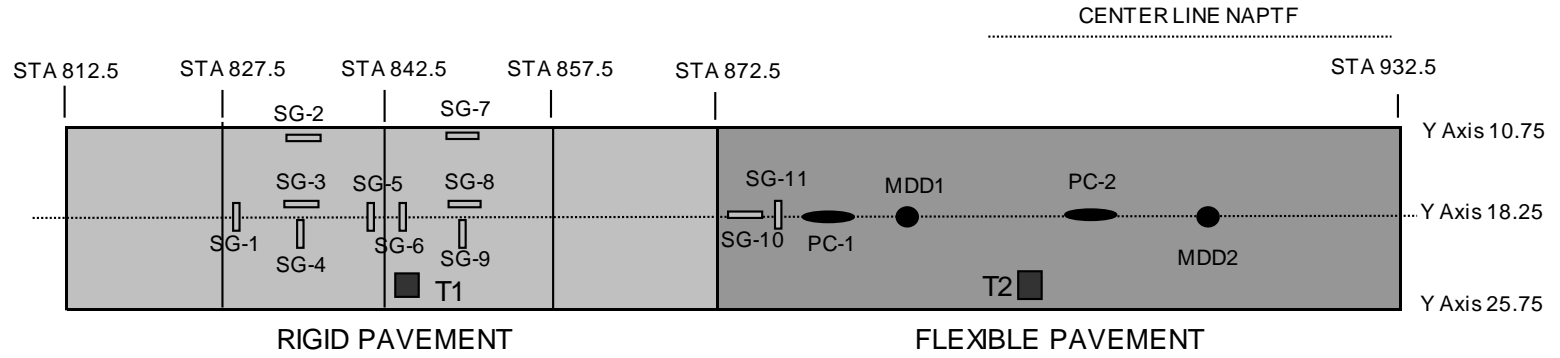 CENTER LINE NAPTF
STA 812.5
STA 827.5
STA 842.5
STA 857.5
STA 872.5
STA 932.5
SG-2
SG-7
Y Axis 10.75
SG-3
SG-5
SG-8
SG-11
MDD1
PC-2
Y Axis 18.25
SG-1
SG-4
SG-6
SG-9
SG-10
PC-1
MDD2
T1
T2
Y Axis 25.75
RIGID PAVEMENT
FLEXIBLE PAVEMENT